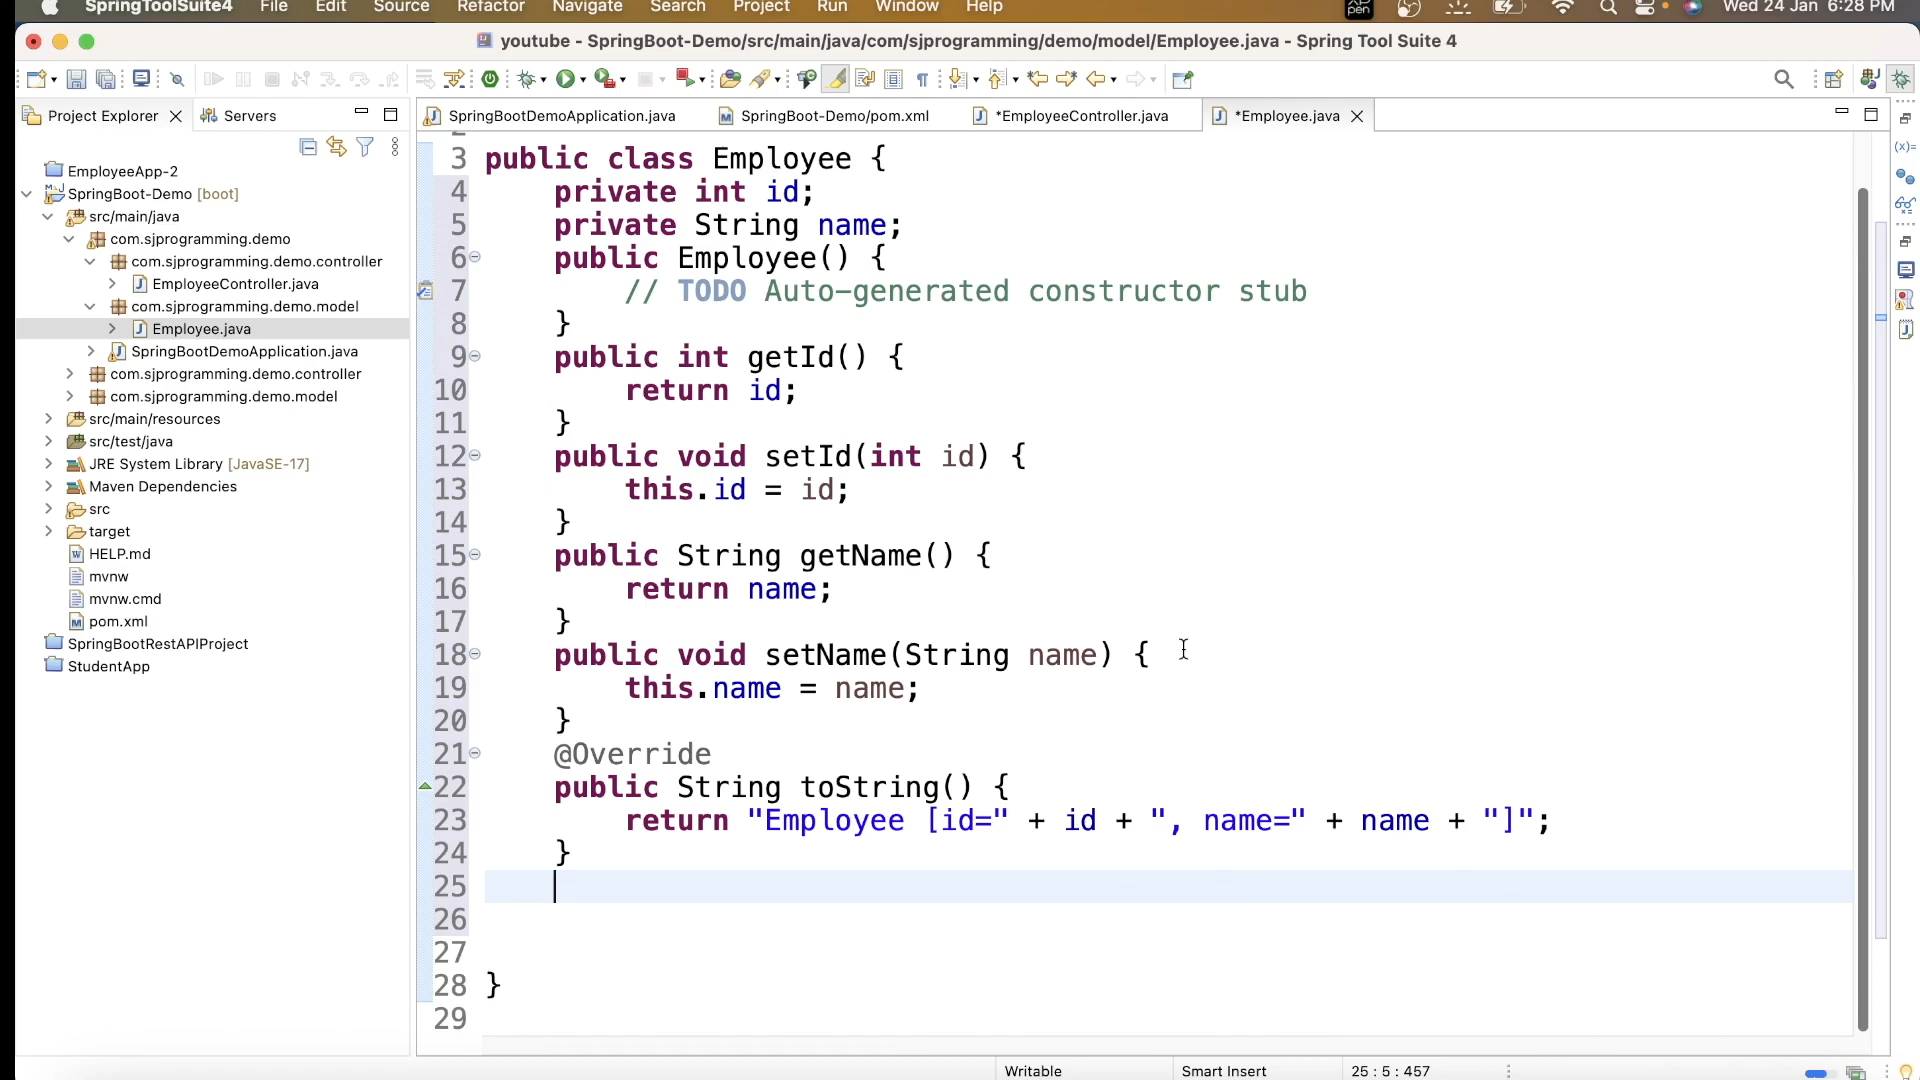 SpringToolSuite4 File Edit Source Refactor Navigate Search Project Run Window Help pen Wed 24 Jan 6:28 PM
youtube - SpringBoot-Demo/src/main/java/com/sjprogramming/demo/model/Employee.java - Spring Tool Suite 4
Project Explorer Servers
SpringBootDemoApplication.java SpringBoot-Demo/pom.xml *EmployeeController.java *Employee.java
EmployeeApp-2
SpringBoot-Demo [boot]
src/main/java
com.sjprogramming.demo
com.sjprogramming.demo.controller
EmployeeController.java
com.sjprogramming.demo.model
Employee.java
SpringBootDemoApplication.java
com.sjprogramming.demo.controller
com.sjprogramming.demo.model
src/main/resources
src/test/java
JRE System Library [JavaSE-17]
Maven Dependencies
src
target
HELP.md
mvnw
mvnw.cmd
pom.xml
SpringBootRestAPIProject
StudentApp
3 public class Employee {
4 private int id;
5 private String name;
6 public Employee() {
7 // TODO Auto-generated constructor stub
8 }
9 public int getId() {
10 return id;
11 }
12 public void setId(int id) {
13 this.id = id;
14 }
15 public String getName() {
16 return name;
17 }
18 public void setName(String name) {
19 this.name = name;
20 }
21 @Override
22 public String toString() {
23 return "Employee [id=" + id + ", name=" + name + "]";
24 }
25
26
27
28 }
29
Writable Smart Insert 25 : 5 : 457